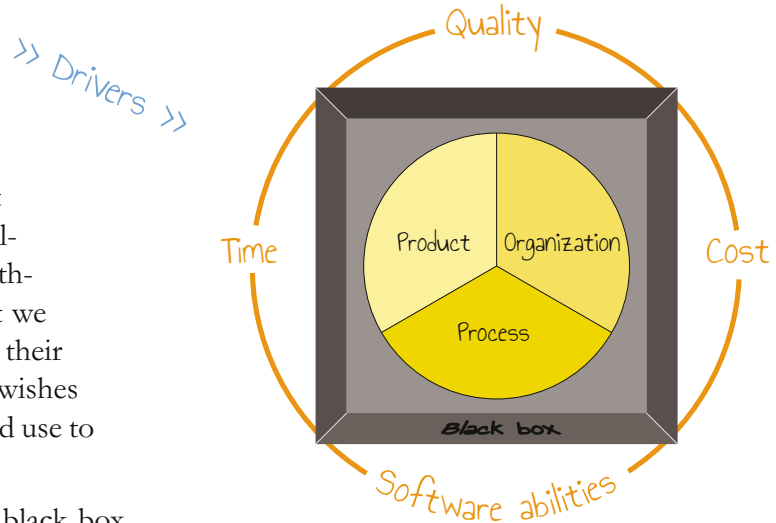 >> Drivers >>
Quality
Time
Cost
Product
Organization
Process
Black box
Software abilities
l-
th-
we
their
wishes
d use to
black box